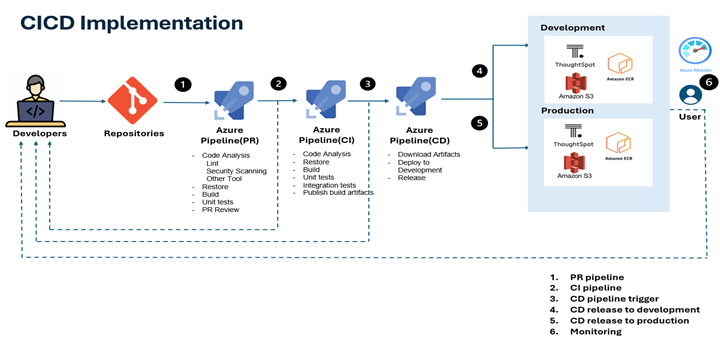 CICD Implementation
Developers
Repositories
1
Azure
Pipeline(PR)
- Code Analysis
Lint
Security Scanning
Other Tool
- Restore
- Build
- Unit tests
- PR Review
2
Azure
Pipeline(CI)
- Code Analysis
- Restore
- Build
- Unit tests
- Integration tests
- Publish build artifacts
3
Azure
Pipeline(CD)
- Download Artifacts
- Deploy to
Development
- Release
4
5
Development
T.
ThoughtSpot
Amazon S3
Amazon ECR
Production
T.
ThoughtSpot
Amazon S3
Amazon ECR
Azure Monitor
6
User
1. PR pipeline
2. CI pipeline
3. CD pipeline trigger
4. CD release to development
5. CD release to production
6. Monitoring